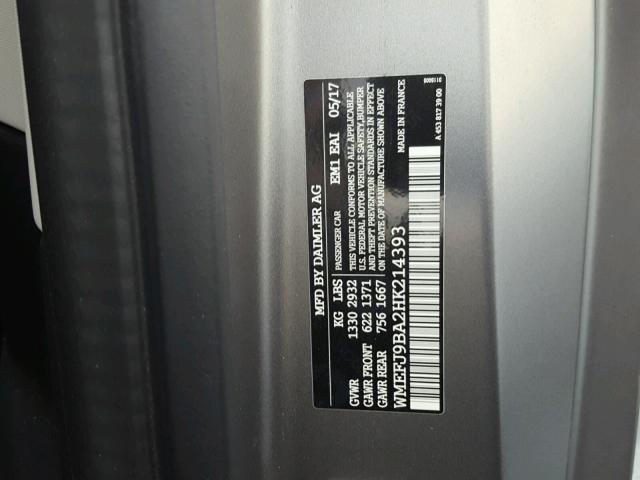 MFD BY DAIMLER AG
KG LBS PASSENGER CAR EM1 EAI 05/17
GVWR 1330 2932 THIS VEHICLE CONFORMS TO ALL APPLICABLE
GAWR FRONT 622 1371 U.S. FEDERAL MOTOR VEHICLE SAFETY,BUMPER
AND THEFT PREVENTION STANDARDS IN EFFECT
GAWR REAR 756 1667 ON THE DATE OF MANUFACTURE SHOWN ABOVE
WMEFJ9BA2HK214393 MADE IN FRANCE
A 453 817 39 00